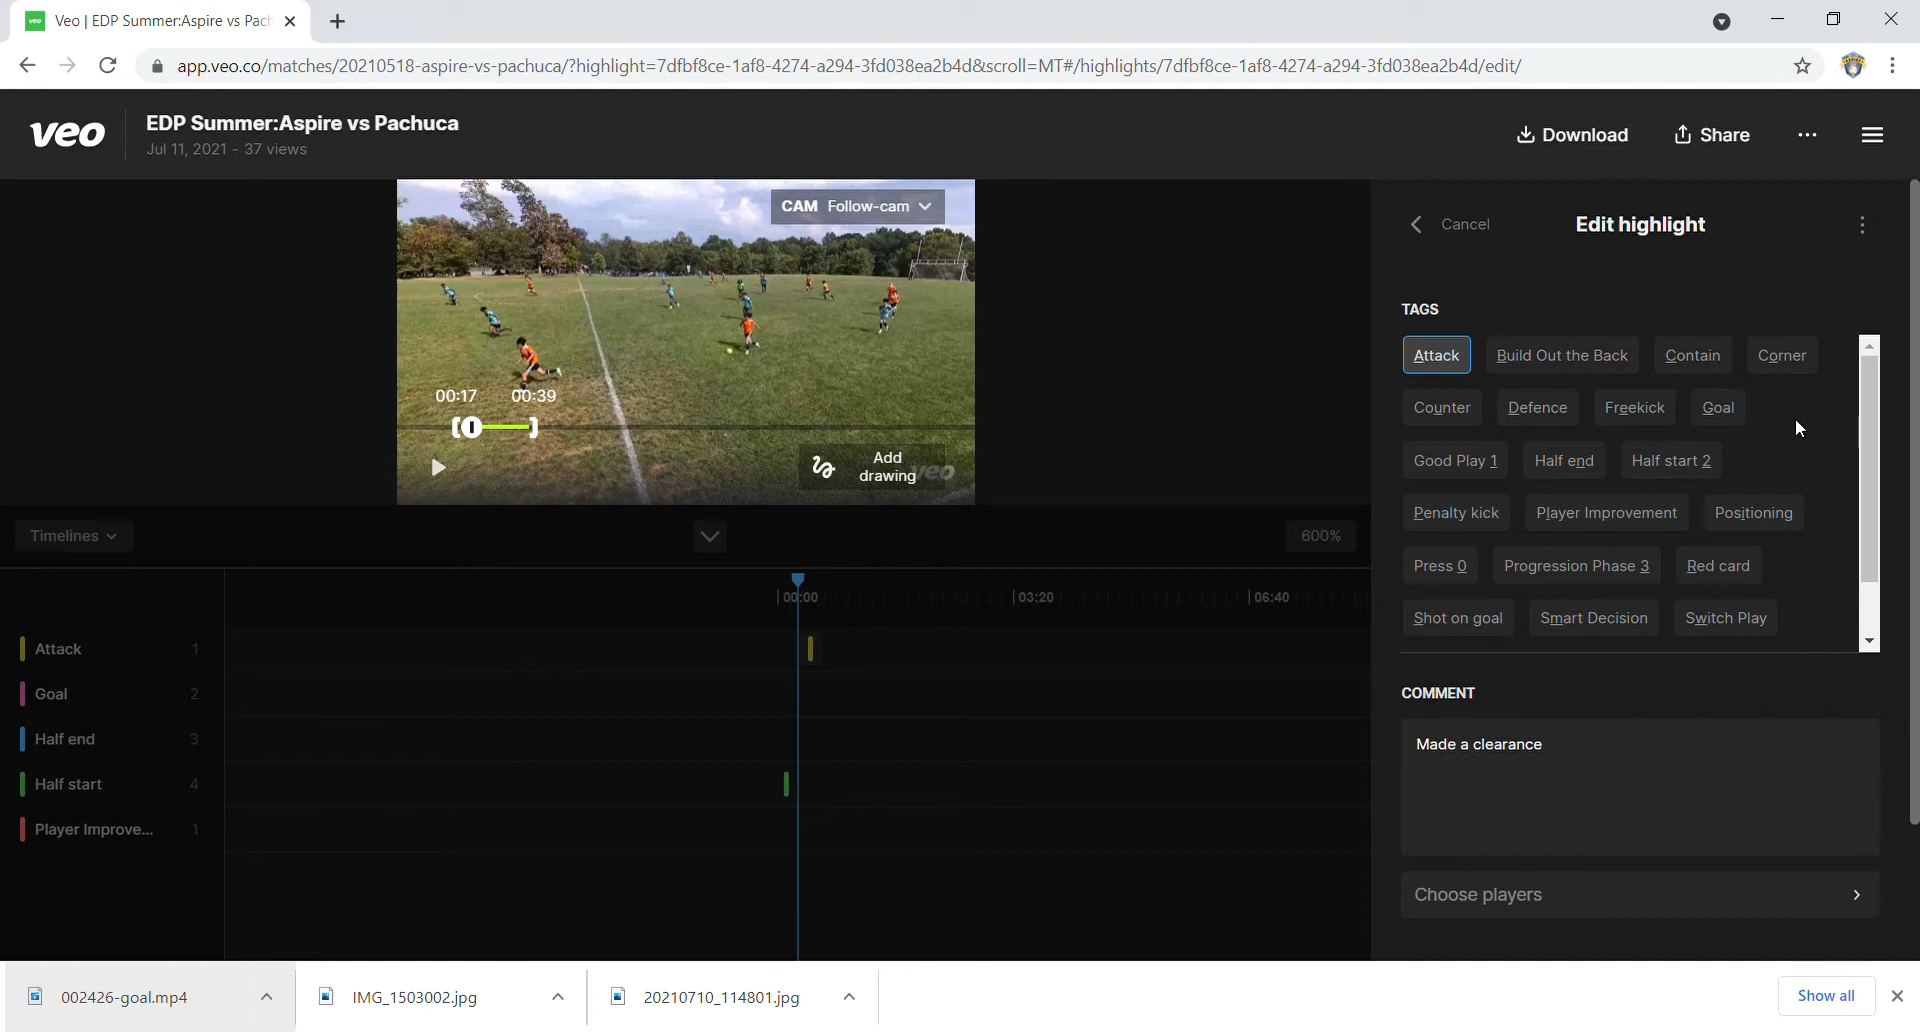 veo Veo | EDP Summer:Aspire vs Pach
app.veo.co/matches/20210518-aspire-vs-pachuca/?highlight=7dfbf8ce-1af8-4274-a294-3fd038ea2b4d&scroll=MT#/highlights/7dfbf8ce-1af8-4274-a294-3fd038ea2b4d/edit/
veo
EDP Summer:Aspire vs Pachuca
Jul 11, 2021 - 37 views
Download
Share
CAM Follow-cam
00:17 00:39
Add
drawing
veo
Cancel
Edit highlight
TAGS
Attack Build Out the Back Contain Corner
Counter Defence Freekick Goal
Good Play 1 Half end Half start 2
Penalty kick Player Improvement Positioning
Press 0 Progression Phase 3 Red card
Shot on goal Smart Decision Switch Play
COMMENT
Made a clearance
Choose players
Timelines
600%
00:00 03:20 06:40
Attack 1
Goal 2
Half end 3
Half start 4
Player Improve... 1
002426-goal.mp4
IMG_1503002.jpg
20210710_114801.jpg
Show all